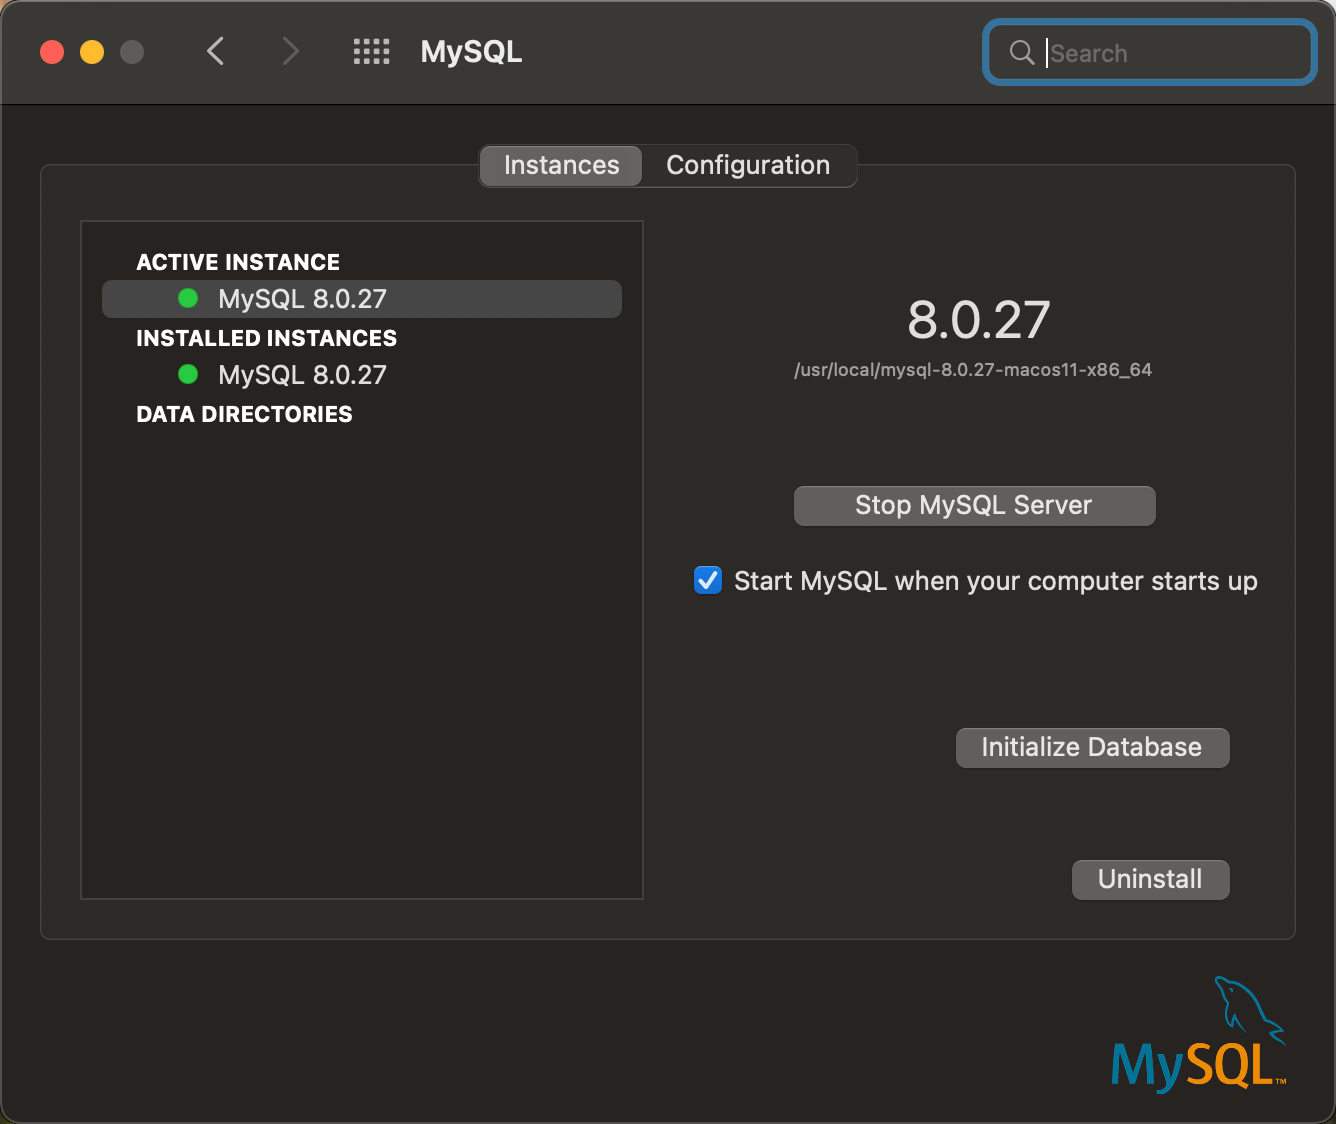 MySQL
Search
Instances
Configuration
ACTIVE INSTANCE
MySQL 8.0.27
INSTALLED INSTANCES
MySQL 8.0.27
DATA DIRECTORIES
8.0.27
/usr/local/mysql-8.0.27-macos11-x86_64
Stop MySQL Server
Start MySQL when your computer starts up
Initialize Database
Uninstall
MySQL™